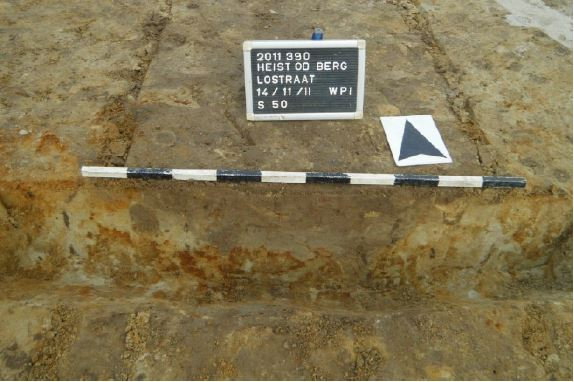 2011 390
HEIST OD BERG
LOSTRAAT
14/11/11 WP1
S 50